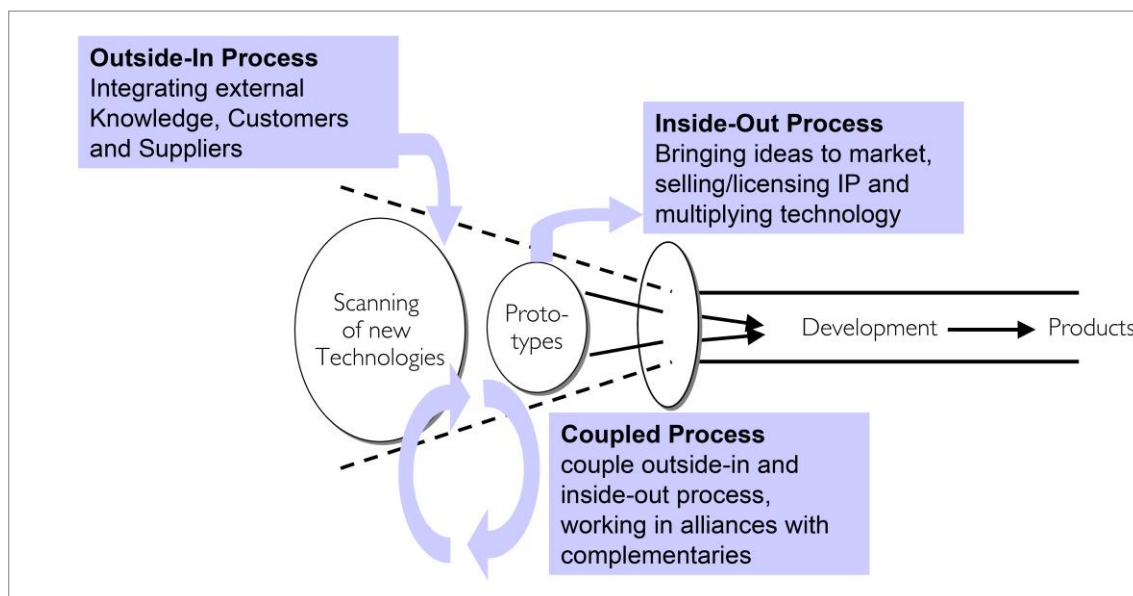 Outside-In Process
Integrating external
Knowledge, Customers
and Suppliers
Inside-Out Process
Bringing ideas to market,
selling/licensing IP and
multiplying technology
Scanning
of new
Technologies
Proto-
types
Development
Products
Coupled Process
couple outside-in and
inside-out process,
working in alliances with
complementaries